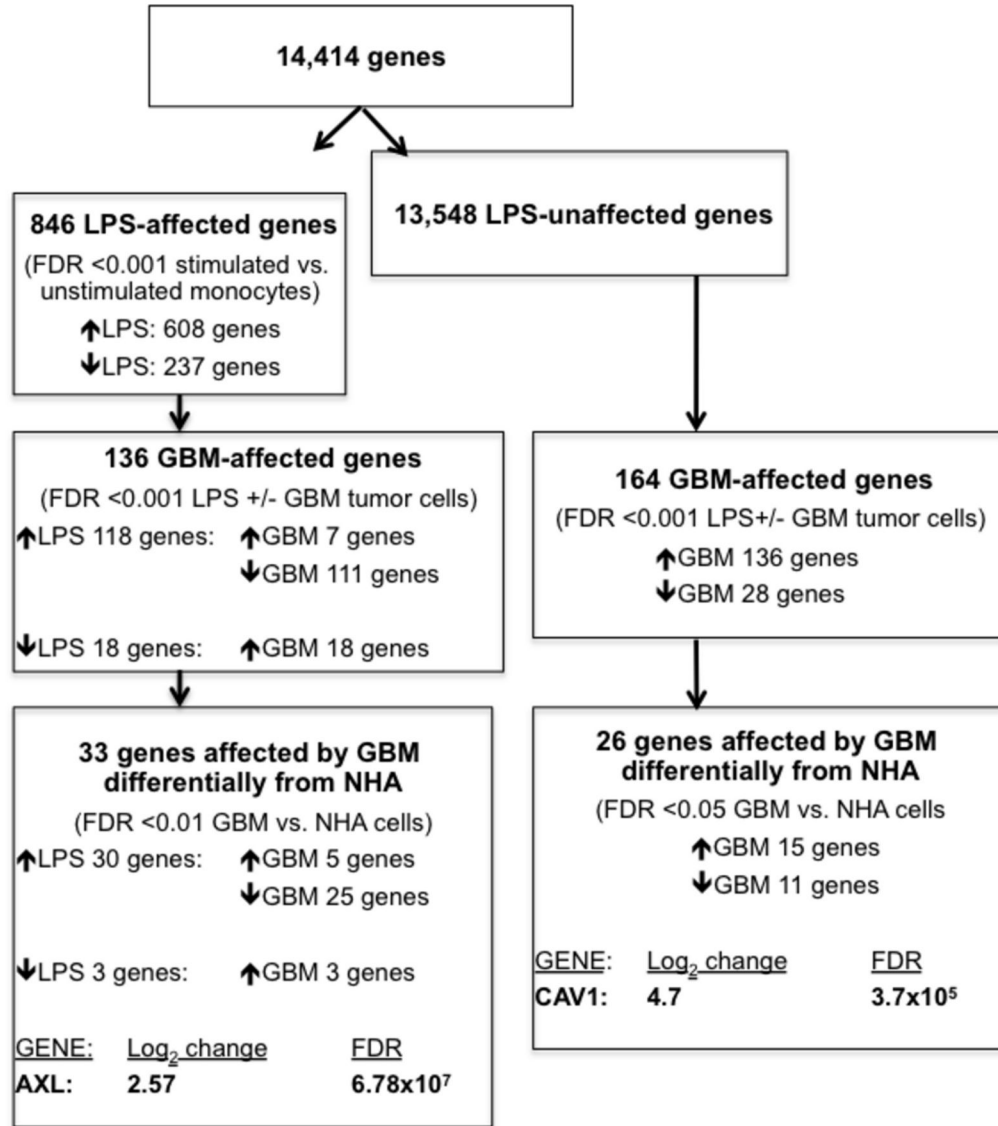 14,414 genes
846 LPS-affected genes
(FDR <0.001 stimulated vs.
unstimulated monocytes)
↑LPS: 608 genes
↓LPS: 237 genes
13,548 LPS-unaffected genes
136 GBM-affected genes
(FDR <0.001 LPS +/- GBM tumor cells)
↑LPS 118 genes: ↑GBM 7 genes
↓GBM 111 genes
↓LPS 18 genes: ↑GBM 18 genes
164 GBM-affected genes
(FDR <0.001 LPS+/- GBM tumor cells)
↑GBM 136 genes
↓GBM 28 genes
33 genes affected by GBM
differentially from NHA
(FDR <0.01 GBM vs. NHA cells)
↑LPS 30 genes: ↑GBM 5 genes
↓GBM 25 genes
↓LPS 3 genes: ↑GBM 3 genes
GENE: Log₂ change FDR
AXL: 2.57 6.78x10⁷
26 genes affected by GBM
differentially from NHA
(FDR <0.05 GBM vs. NHA cells
↑GBM 15 genes
↓GBM 11 genes
GENE: Log₂ change FDR
CAV1: 4.7 3.7x10⁵